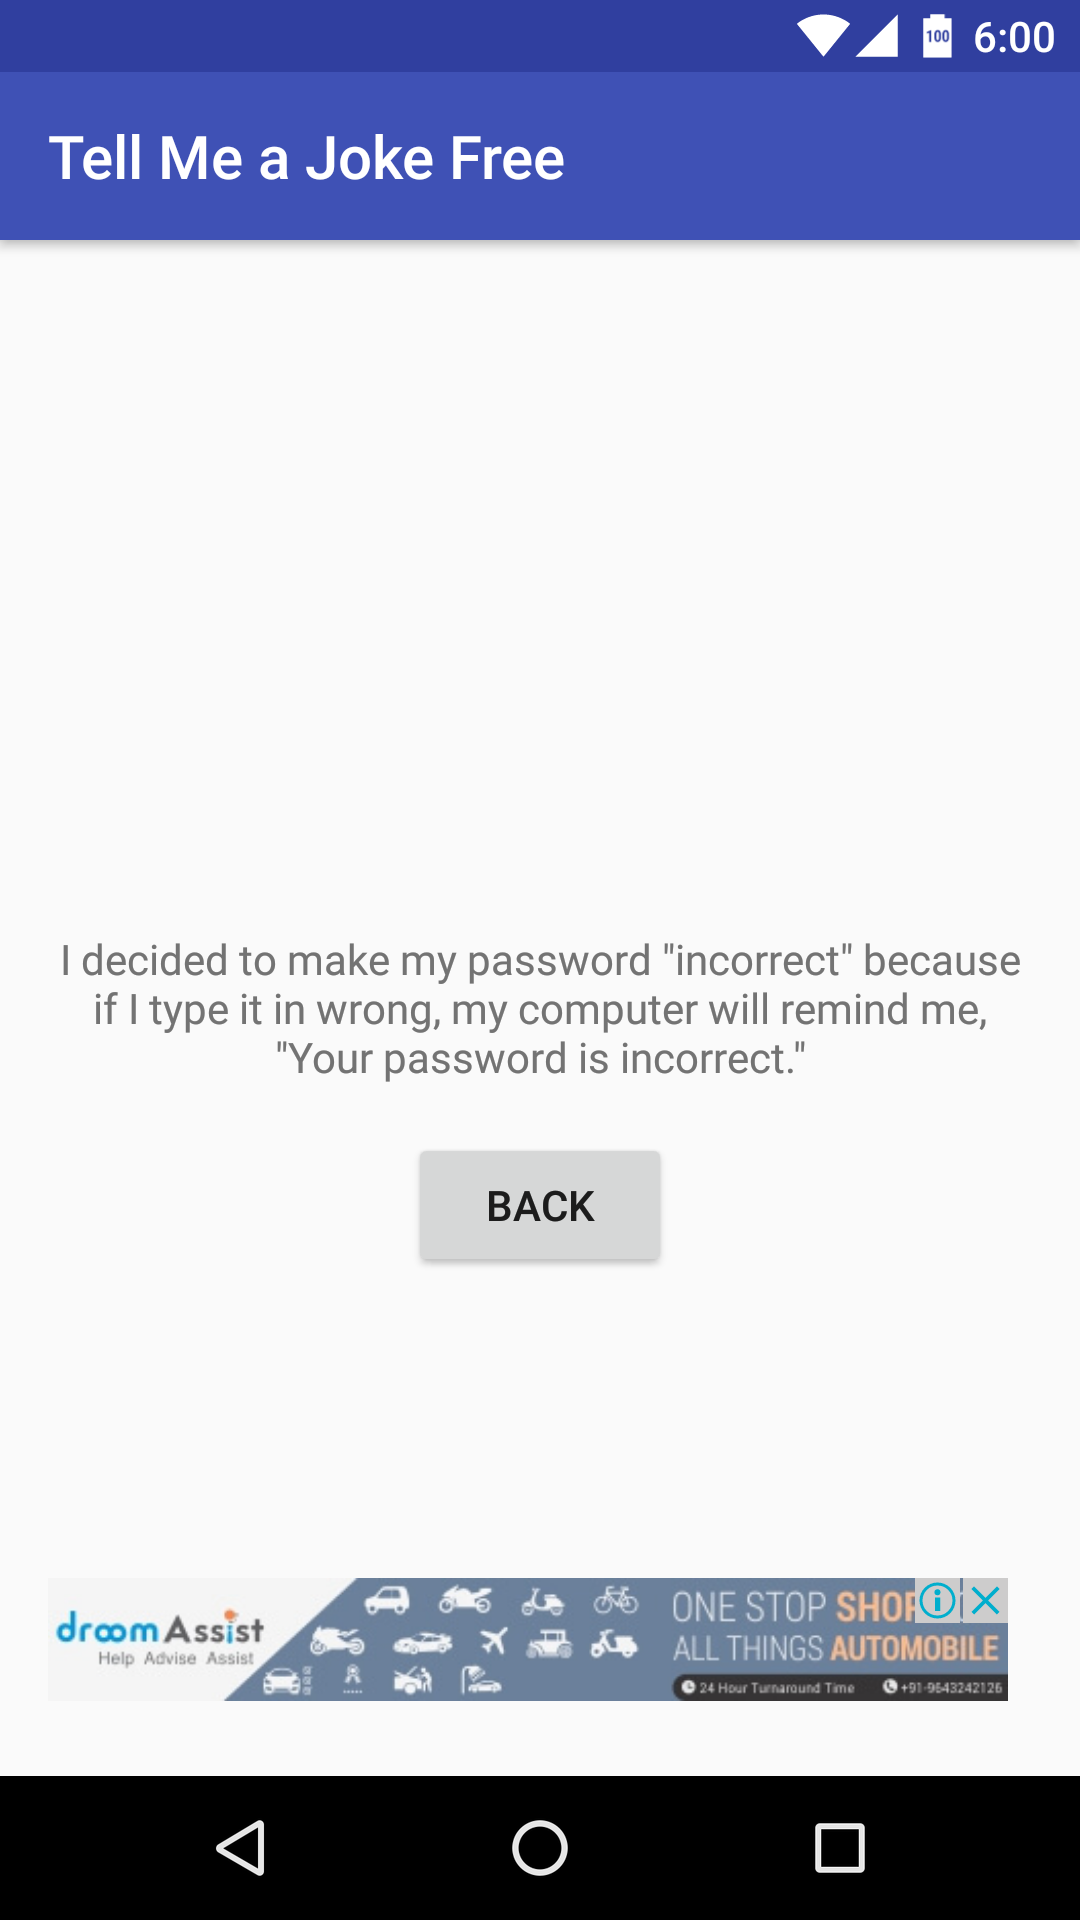 100 6:00
Tell Me a Joke Free
I decided to make my password "incorrect" because
if I type it in wrong, my computer will remind me,
"Your password is incorrect."
BACK
droom Assist
Help Advise Assist
ONE STOP SHOP
ALL THINGS AUTOMOBILE
24 Hour Turnaround Time +91-9643242126